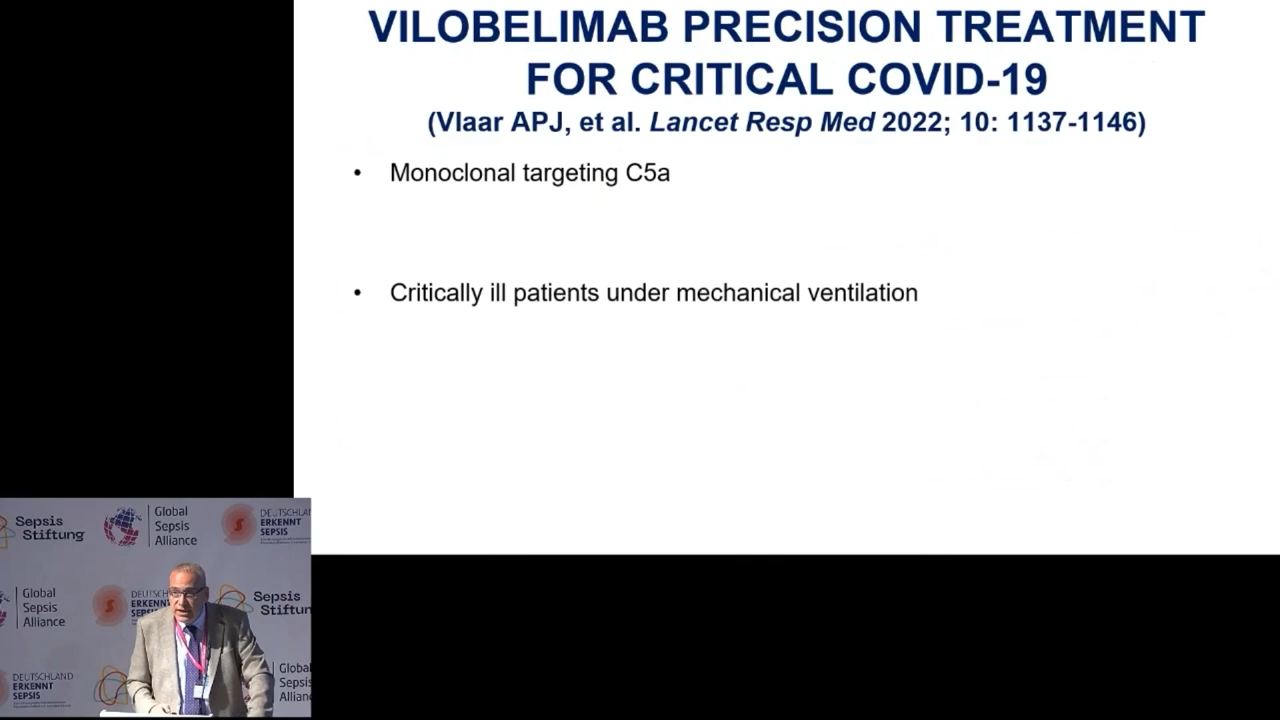 VILOBELIMAB PRECISION TREATMENT
FOR CRITICAL COVID-19
(Vlaar APJ, et al. Lancet Resp Med 2022; 10: 1137-1146)
• Monoclonal targeting C5a
• Critically ill patients under mechanical ventilation
Sepsis
Stiftung
Global
Sepsis
Alliance
DEUTSCHLAND
ERKENNT
SEPSIS
Global
Sepsis
Alliance
DEUTSCH
ERKENNT
SEPSIS
Sepsis
Stiftun
DEUTSCHLAND
ERKENNT
SEPSIS
Global
Sepsis
Alliance